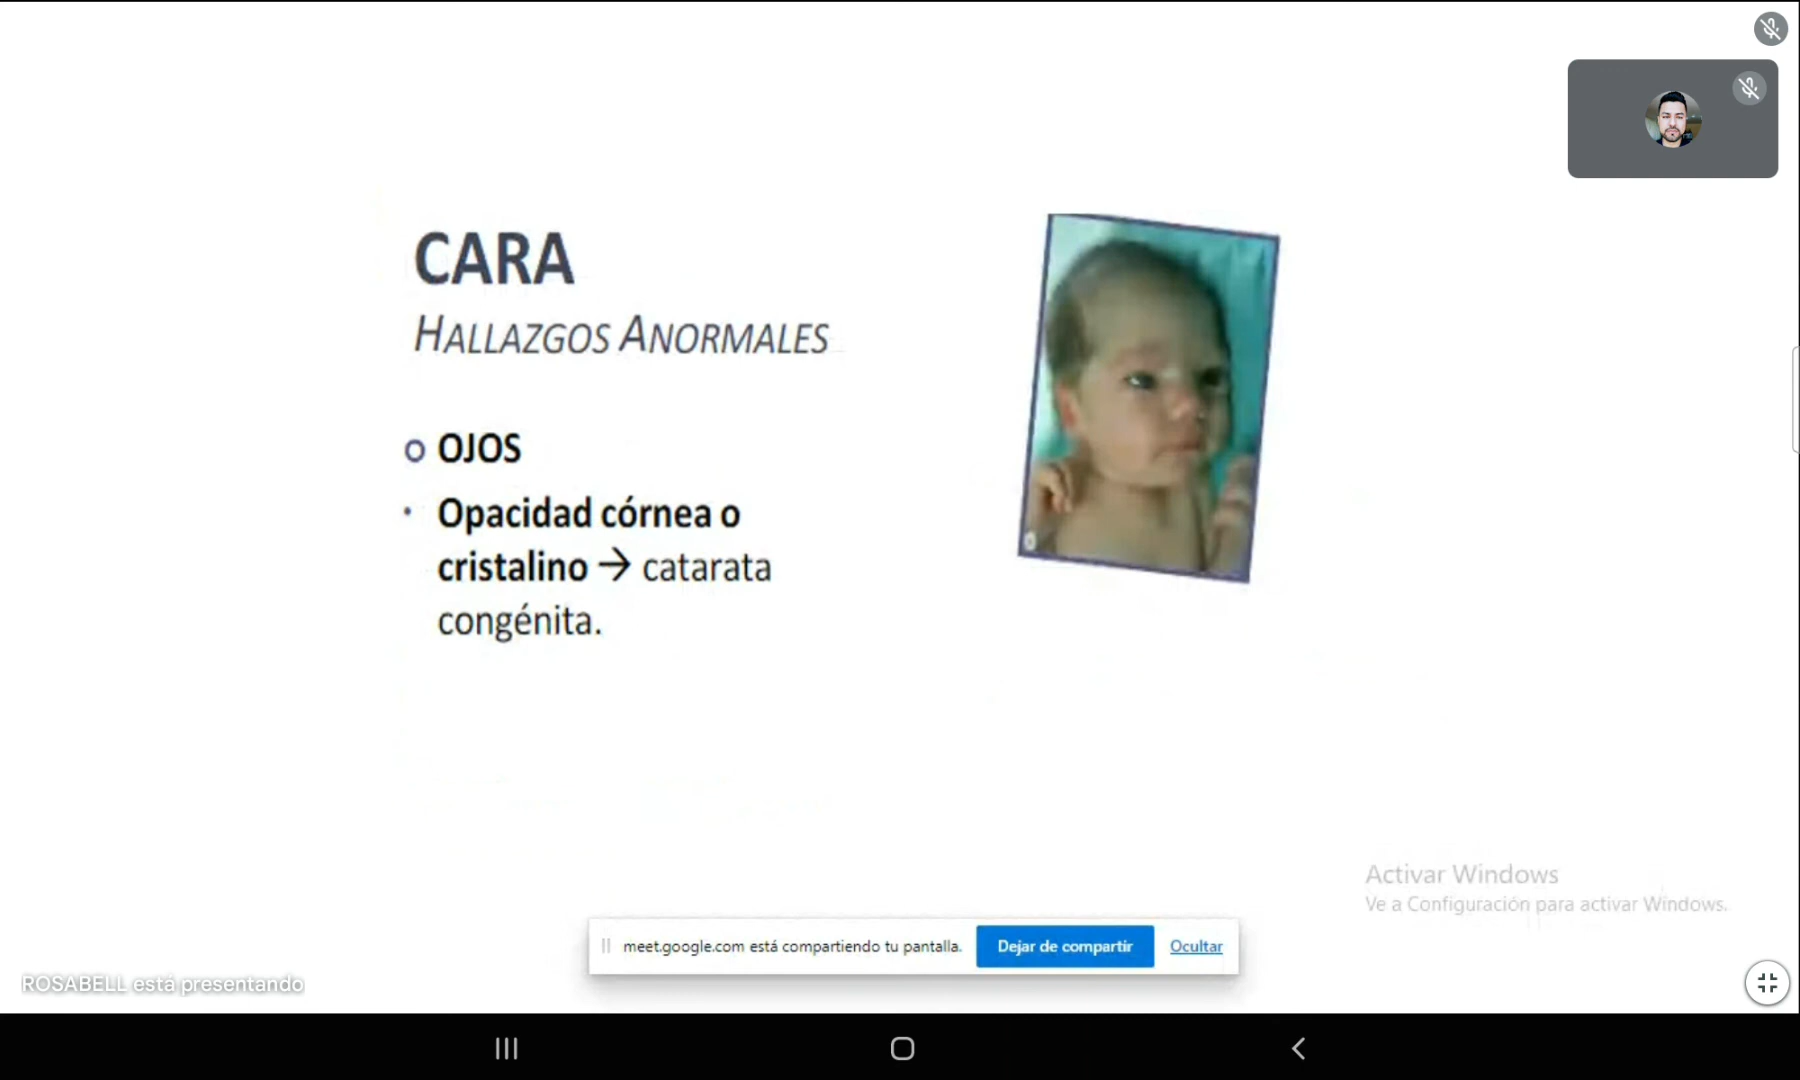 CARA
HALLAZGOS ANORMALES
o OJOS
• Opacidad córnea o
cristalino → catarata
congénita.
Activar Windows
Ve a Configuración para activar Windows.
meet.google.com está compartiendo tu pantalla. Dejar de compartir Ocultar
ROSABELL está presentando